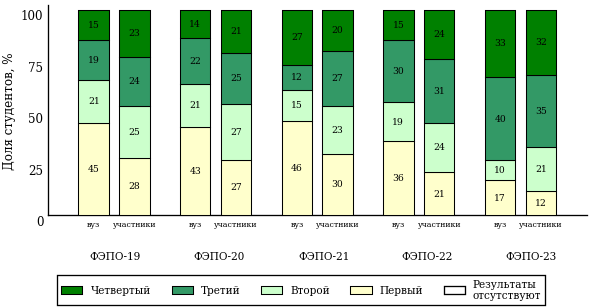 Доля студентов, %
100
75
50
25
0
15 23 14 21 27 20 15 24 33 32
19 24 22 25 12 27 30 31 40 35
21 25 21 27 15 23 19 24 10 21
45 28 43 27 46 30 36 21 17 12
вуз участники вуз участники вуз участники вуз участники вуз участники
ФЭПО-19 ФЭПО-20 ФЭПО-21 ФЭПО-22 ФЭПО-23
Четвертый Третий Второй Первый Результаты
отсутствуют